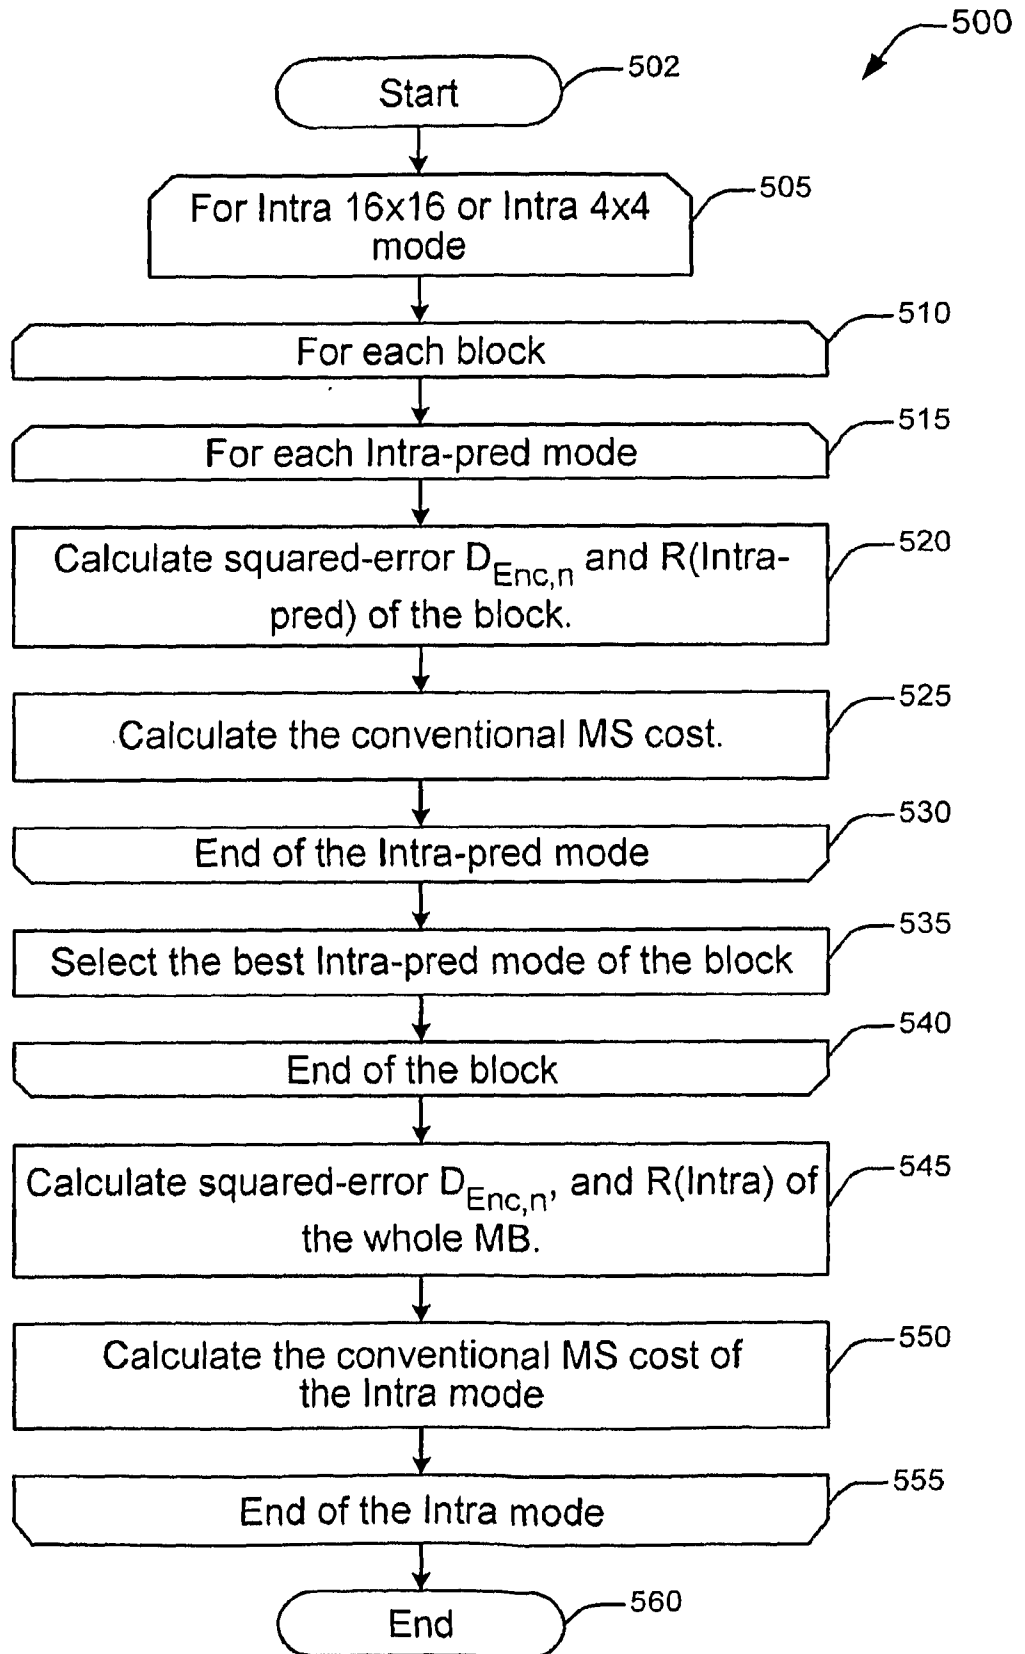 500
Start
502
For Intra 16x16 or Intra 4x4
mode
505
For each block
510
For each Intra-pred mode
515
Calculate squared-error D_Enc,n and R(Intra-
pred) of the block.
520
Calculate the conventional MS cost.
525
End of the Intra-pred mode
530
Select the best Intra-pred mode of the block
535
End of the block
540
Calculate squared-error D_Enc,n, and R(Intra) of
the whole MB.
545
Calculate the conventional MS cost of
the Intra mode
550
End of the Intra mode
555
End
560